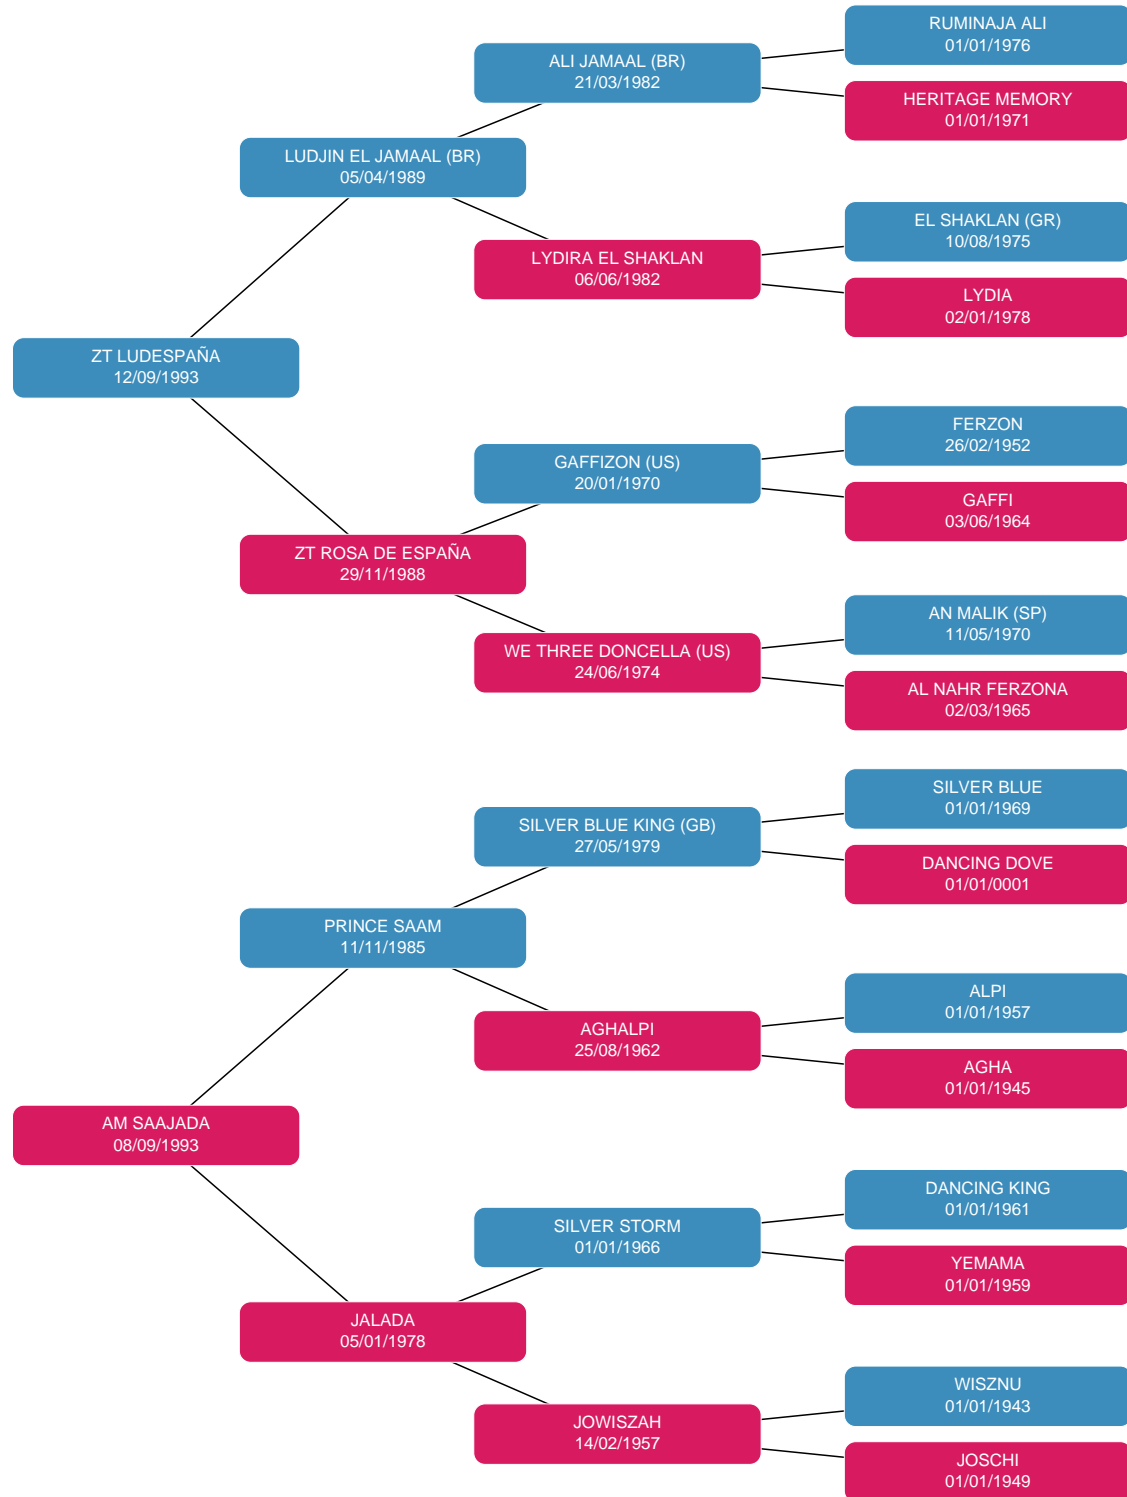 RUMINAJA ALI
01/01/1976
ALI JAMAAL (BR)
21/03/1982
HERITAGE MEMORY
01/01/1971
LUDJIN EL JAMAAL (BR)
05/04/1989
EL SHAKLAN (GR)
10/08/1975
LYDIRA EL SHAKLAN
06/06/1982
LYDIA
02/01/1978
ZT LUDESPAÑA
12/09/1993
FERZON
26/02/1952
GAFFIZON (US)
20/01/1970
GAFFI
03/06/1964
ZT ROSA DE ESPAÑA
29/11/1988
AN MALIK (SP)
11/05/1970
WE THREE DONCELLA (US)
24/06/1974
AL NAHR FERZONA
02/03/1965
SILVER BLUE
01/01/1969
SILVER BLUE KING (GB)
27/05/1979
DANCING DOVE
01/01/0001
PRINCE SAAM
11/11/1985
ALPI
01/01/1957
AGHALPI
25/08/1962
AGHA
01/01/1945
AM SAAJADA
08/09/1993
DANCING KING
01/01/1961
SILVER STORM
01/01/1966
YEMAMA
01/01/1959
JALADA
05/01/1978
WISZNU
01/01/1943
JOWISZAH
14/02/1957
JOSCHI
01/01/1949